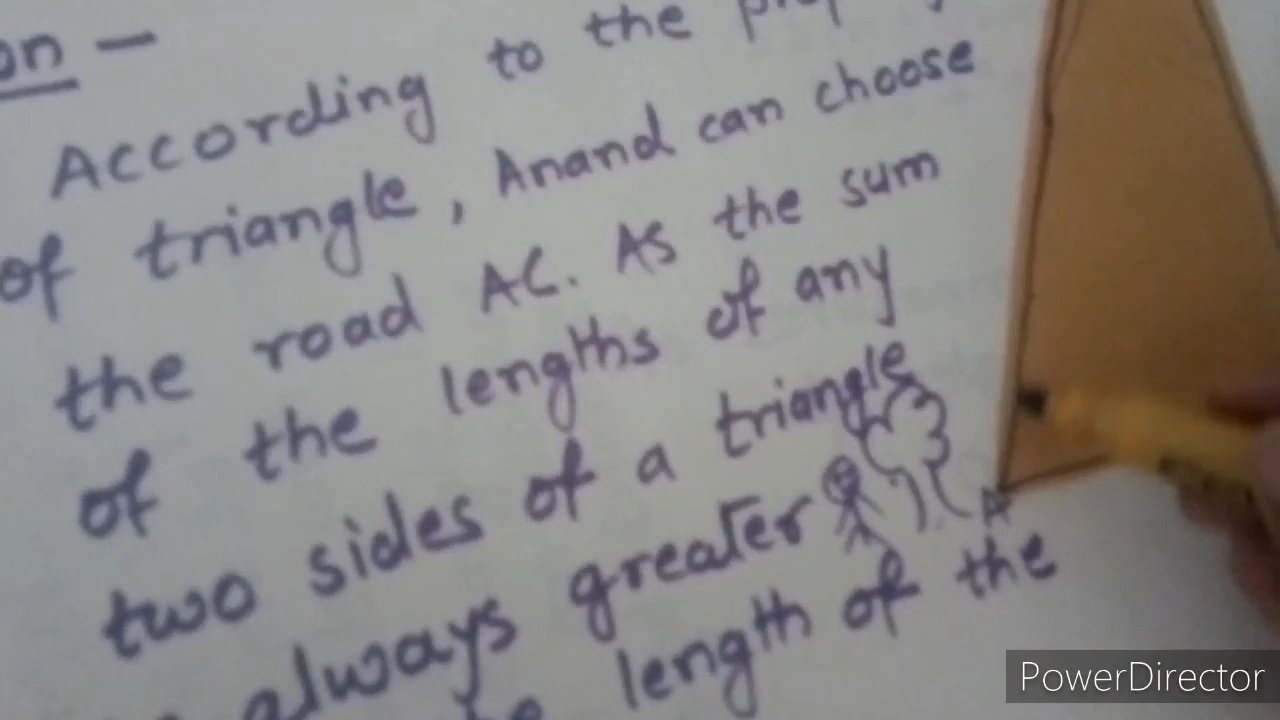 on –
According to the
of triangle, Anand can choose
the road AC. As the sum
of the lengths of any
two sides of a triangle
always greater
length of the
A
PowerDirector